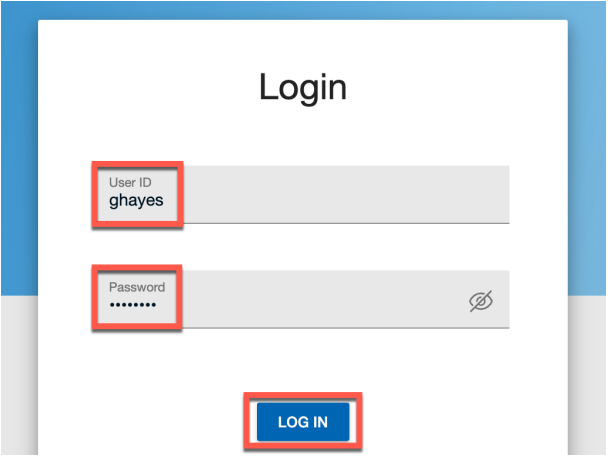 Login
User ID
ghayes
Password
••••••••
LOG IN